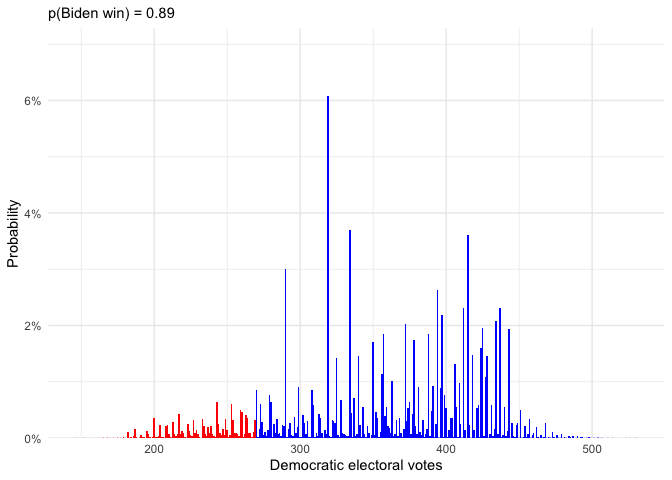 p(Biden win) = 0.89
Probability
6%
4%
2%
0%
200
300
400
500
Democratic electoral votes